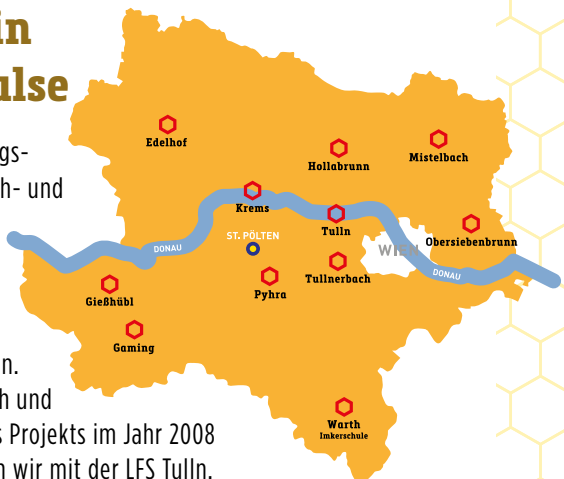 in
ulse
gs-
h- und
n.
h und
s Projekts im Jahr 2008
n wir mit der LFS Tulln.
Edelhof
Hollabrunn
Mistelbach
Krems
Tulln
Obersiebenbrunn
ST. PÖLTEN
WIEN
DONAU
DONAU
Tullnerbach
Pyhra
Gießhübl
Gaming
Warth
Imkerschule